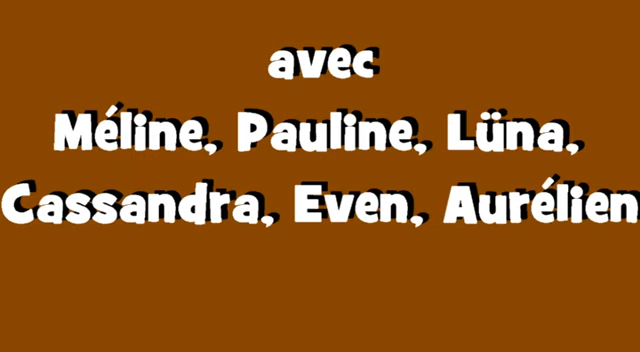 avec
Méline, Pauline, Lüna,
Cassandra, Even, Aurélien